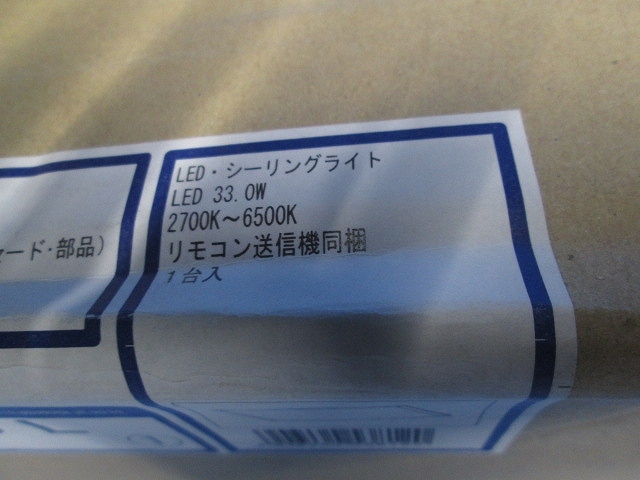 LED・シーリングライト
LED 33.0W
2700K～6500K
リモコン送信機同梱
1台入
ード・部品）